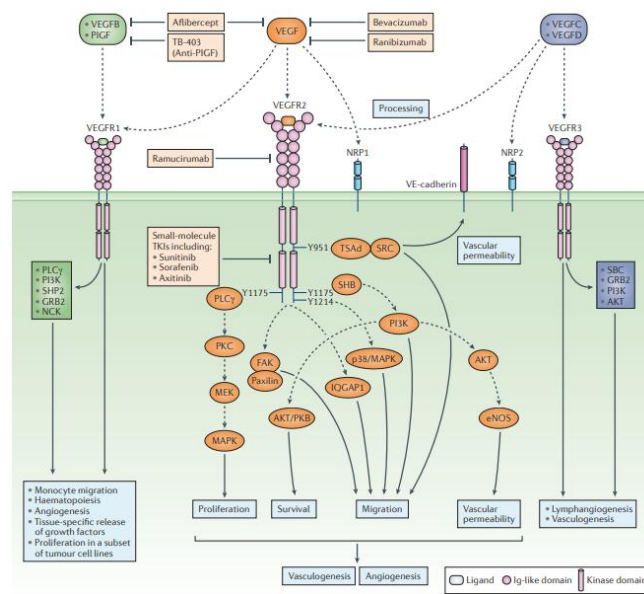 • VEGFB
• PlGF
Aflibercept
TB-403
(Anti-PlGF)
VEGF
Bevacizumab
Ranibizumab
• VEGFC
• VEGFD
Processing
VEGFR1
VEGFR2
VEGFR3
NRP1
NRP2
VE-cadherin
Ramucirumab
Small-molecule
TKIs including:
• Sunitinib
• Sorafenib
• Axitinib
Y951
TSAd
SRC
Vascular
permeability
• PLCγ
• PI3K
• SHP2
• GRB2
• NCK
• SBC
• GRB2
• PI3K
• AKT
Y1175
Y1175
Y1214
PLCγ
SHB
PI3K
PKC
FAK
Paxilin
p38/MAPK
AKT
MEK
IQGAP1
AKT/PKB
eNOS
MAPK
• Monocyte migration
• Haematopoiesis
• Angiogenesis
• Tissue-specific release
of growth factors
• Proliferation in a subset
of tumour cell lines
Proliferation
Survival
Migration
Vascular
permeability
• Lymphangiogenesis
• Vasculogenesis
Vasculogenesis
Angiogenesis
Ligand
Ig-like domain
Kinase domain